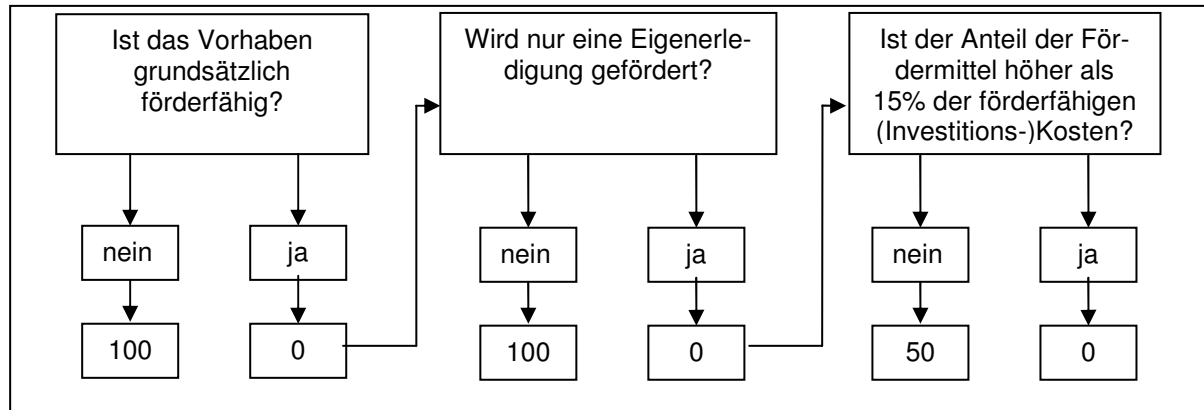 Ist das Vorhaben
grundsätzlich
förderfähig?
nein
ja
100
0
Wird nur eine Eigenerle-
digung gefördert?
nein
ja
100
0
Ist der Anteil der För-
dermittel höher als
15% der förderfähigen
(Investitions-)Kosten?
nein
ja
50
0